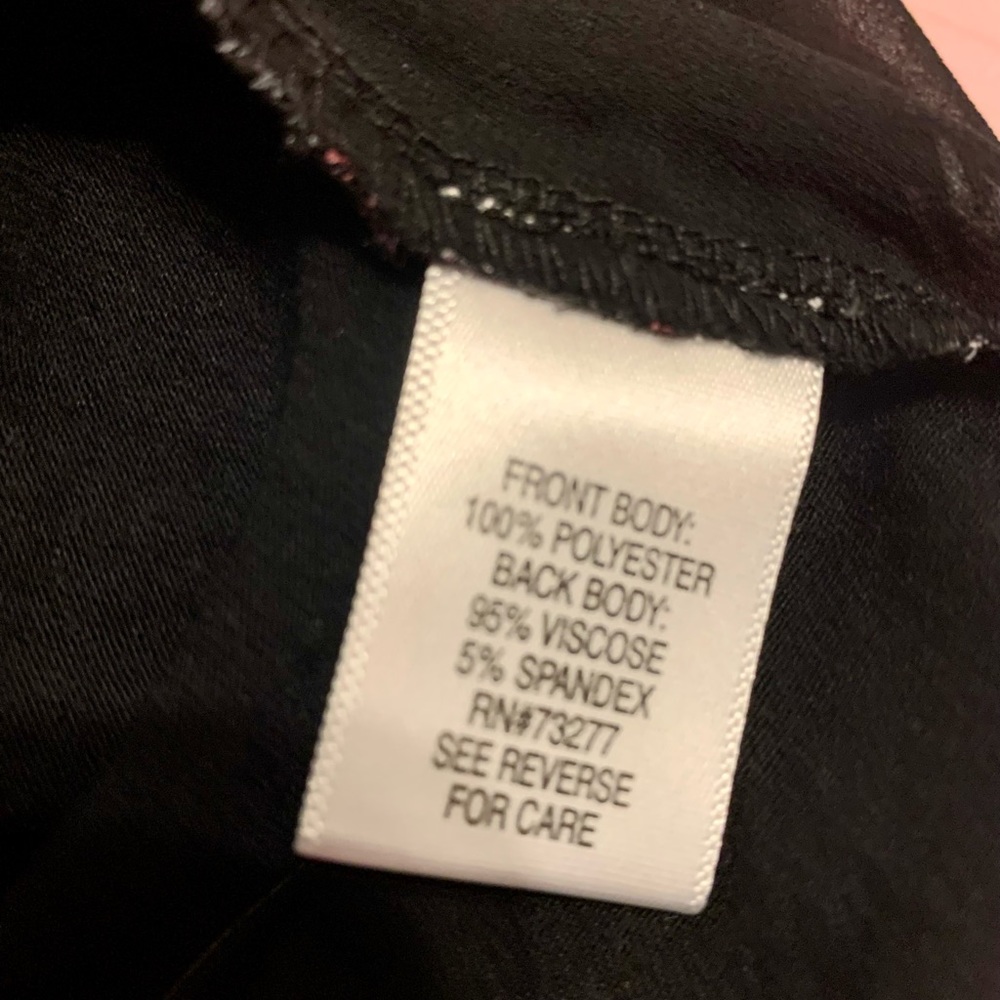 FRONT BODY:
100% POLYESTER
BACK BODY:
95% VISCOSE
5% SPANDEX
RN#73277
SEE REVERSE
FOR CARE